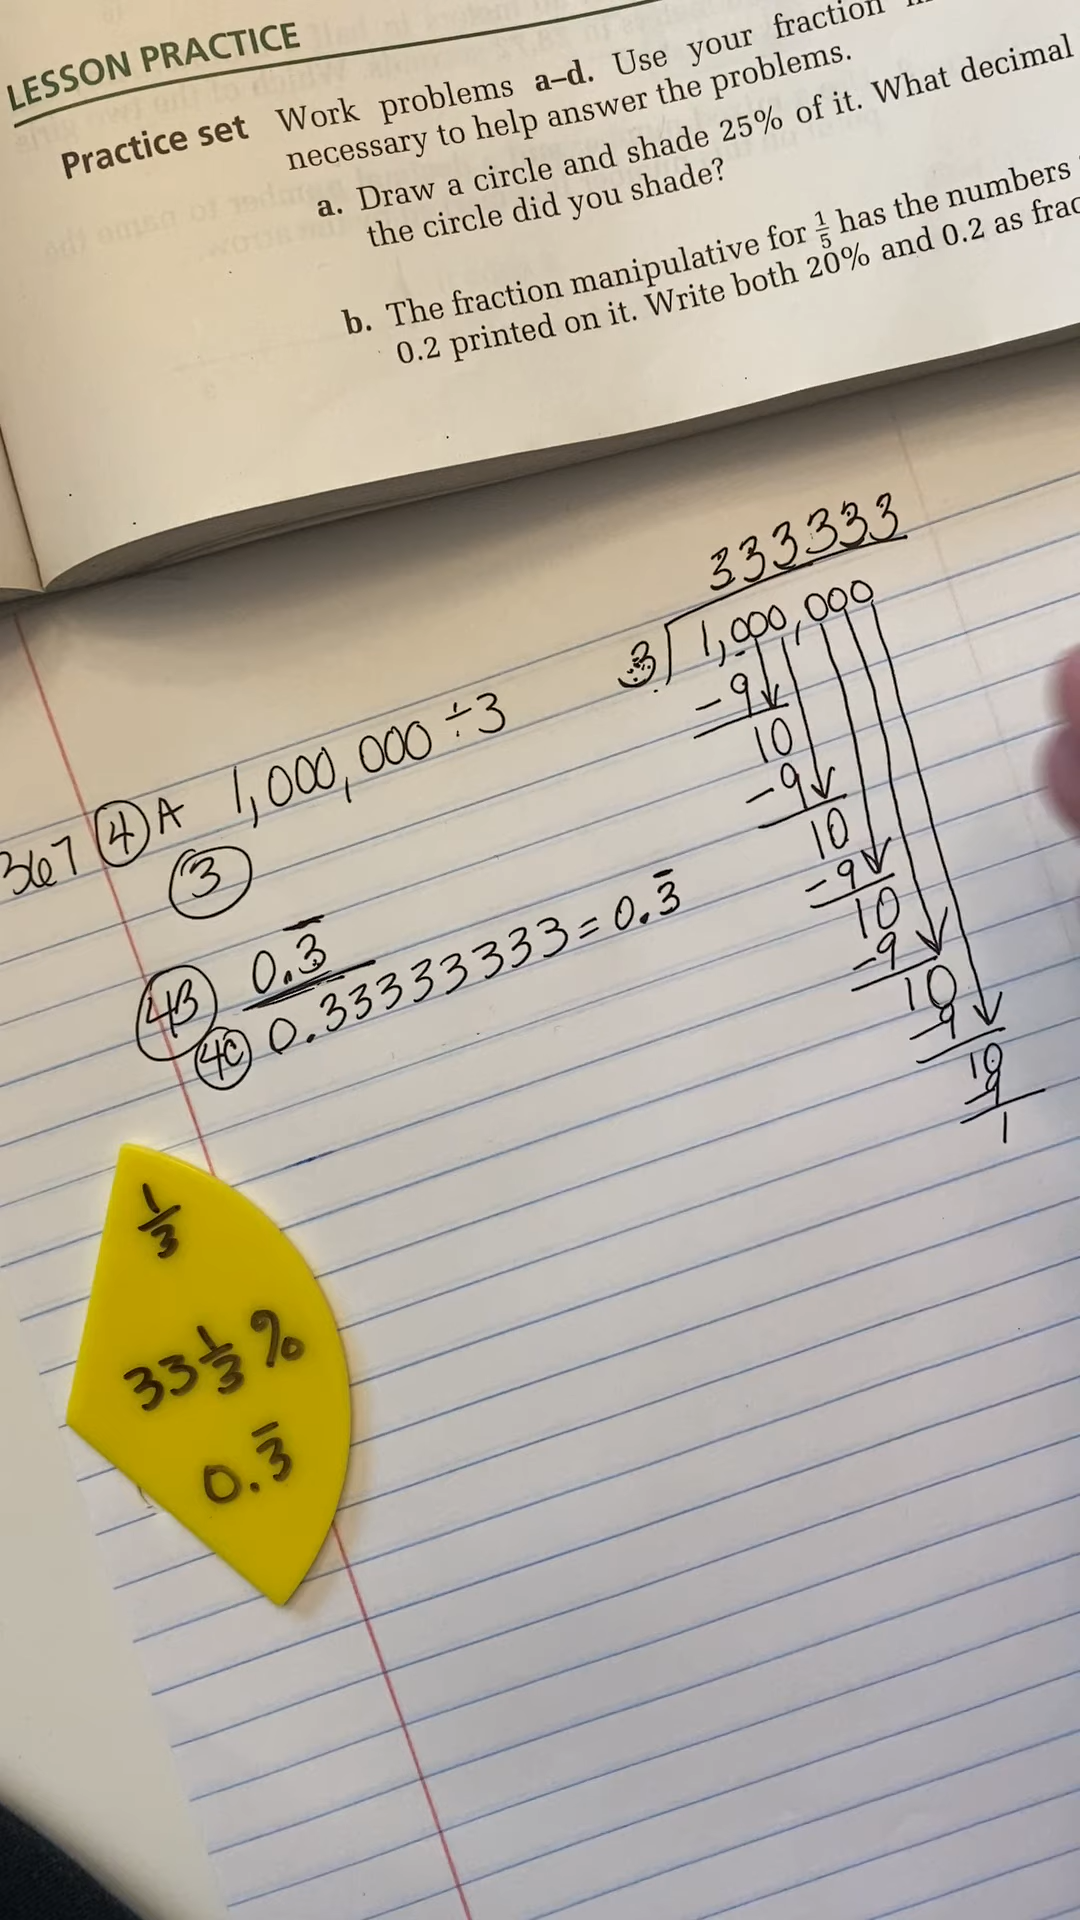 LESSON PRACTICE
Practice set Work problems a–d. Use your fraction
necessary to help answer the problems.
a. Draw a circle and shade 25% of it. What decimal
the circle did you shade?
b. The fraction manipulative for 1/5 has the numbers
0.2 printed on it. Write both 20% and 0.2 as frac
333333
3 1,000,000
-9
10
-9
10
-9
10
-9
10
-9
10
9
1
367 4 A 1,000,000 ÷ 3
3
4B 0.3̅
4C 0.33333333 = 0.3̅
1/3
33 1/3 %
0.3̅